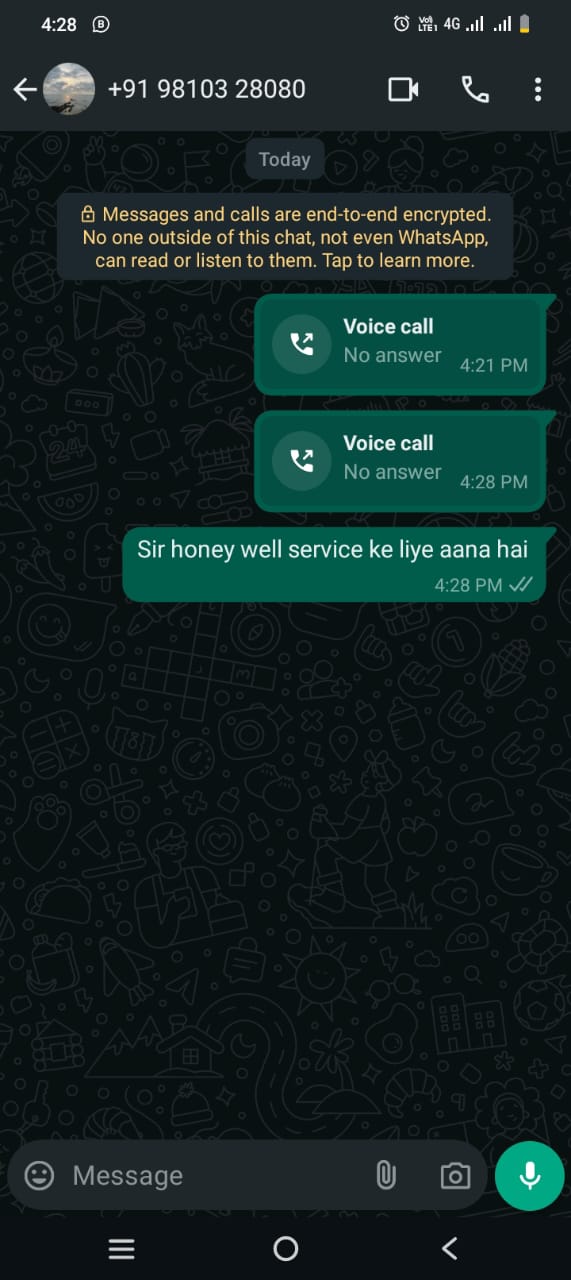 4:28
Vo)) LTE1 4G
+91 98103 28080
Today
Messages and calls are end-to-end encrypted.
No one outside of this chat, not even WhatsApp,
can read or listen to them. Tap to learn more.
Voice call
No answer
4:21 PM
Voice call
No answer
4:28 PM
Sir honey well service ke liye aana hai
4:28 PM
Message